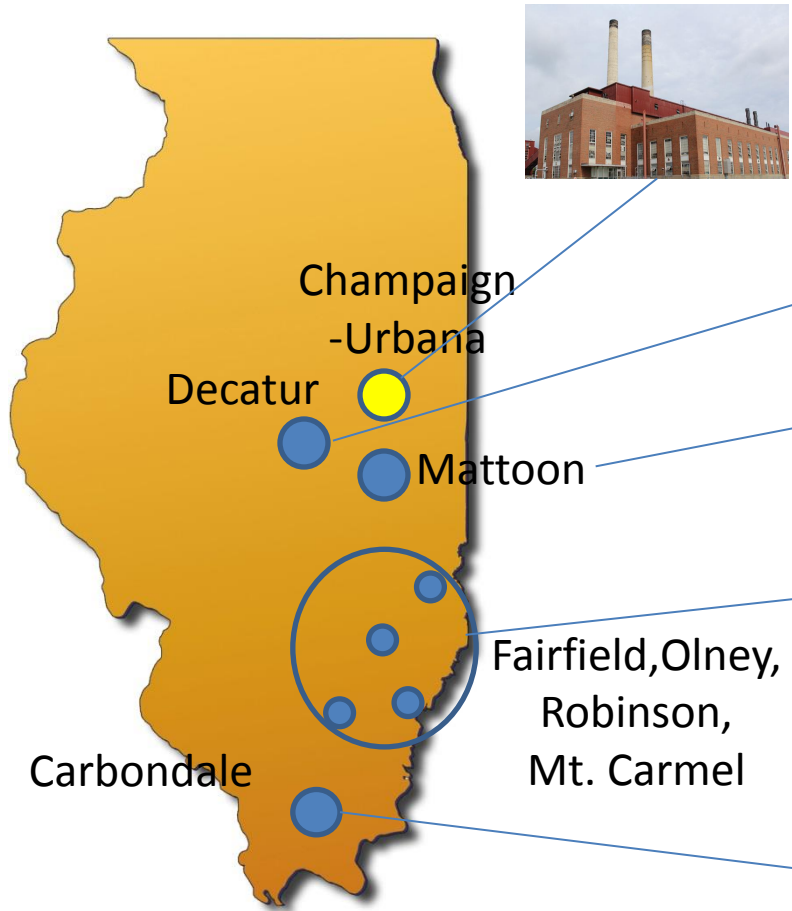 Champaign
-Urbana
Decatur
Mattoon
Fairfield,Olney,
Robinson,
Mt. Carmel
Carbondale